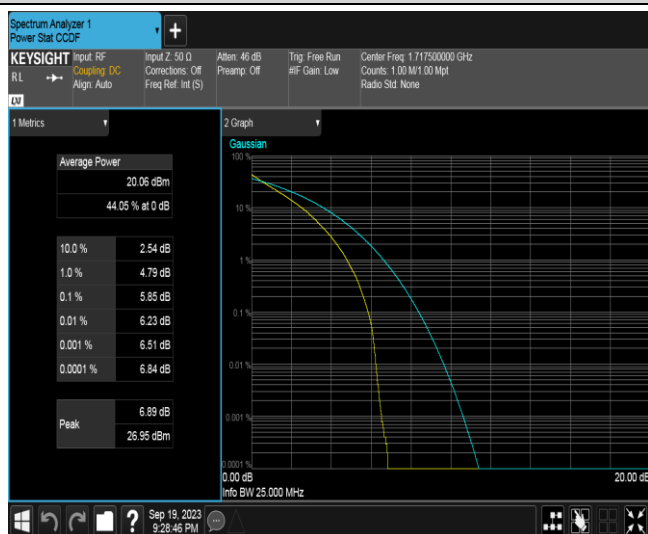 Spectrum Analyzer 1
Power Stat CCDF
+
KEYSIGHT
RL
LXI
Input: RF
Coupling: DC
Align: Auto
Input Z: 50 Ω
Corrections: Off
Freq Ref: Int (S)
Atten: 46 dB
Preamp: Off
Trig: Free Run
#IF Gain: Low
Center Freq: 1.717500000 GHz
Counts: 1.00 M/1.00 Mpt
Radio Std: None
1 Metrics
Average Power
20.06 dBm
44.05 % at 0 dB
10.0 % 2.54 dB
1.0 % 4.79 dB
0.1 % 5.85 dB
0.01 % 6.23 dB
0.001 % 6.51 dB
0.0001 % 6.84 dB
Peak
6.89 dB
26.95 dBm
2 Graph
Gaussian
100 %
10 %
1 %
0.1 %
0.01 %
0.001 %
0.0001 %
0.00 dB 20.00 dB
Info BW 25.000 MHz
?
Sep 19, 2023
9:28:46 PM